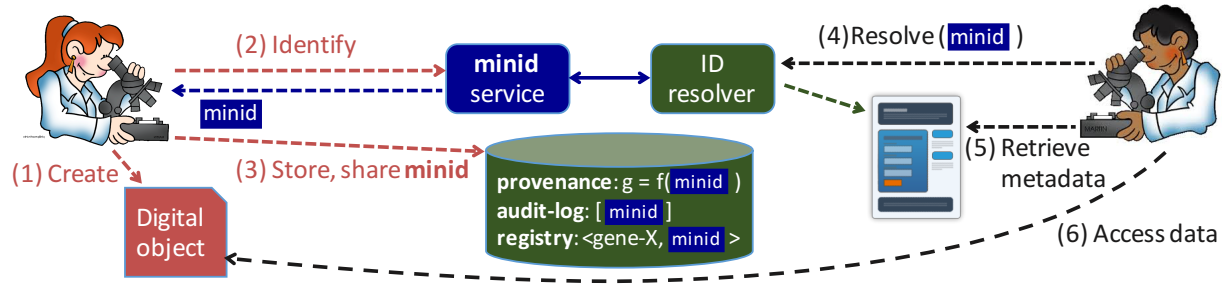 (2) Identify
minid
minid
service
ID
resolver
(4)Resolve ( minid )
(1) Create
(3) Store, share minid
Digital
object
provenance: g = f( minid )
audit-log: [ minid ]
registry: <gene-X, minid >
(5) Retrieve
metadata
(6) Access data